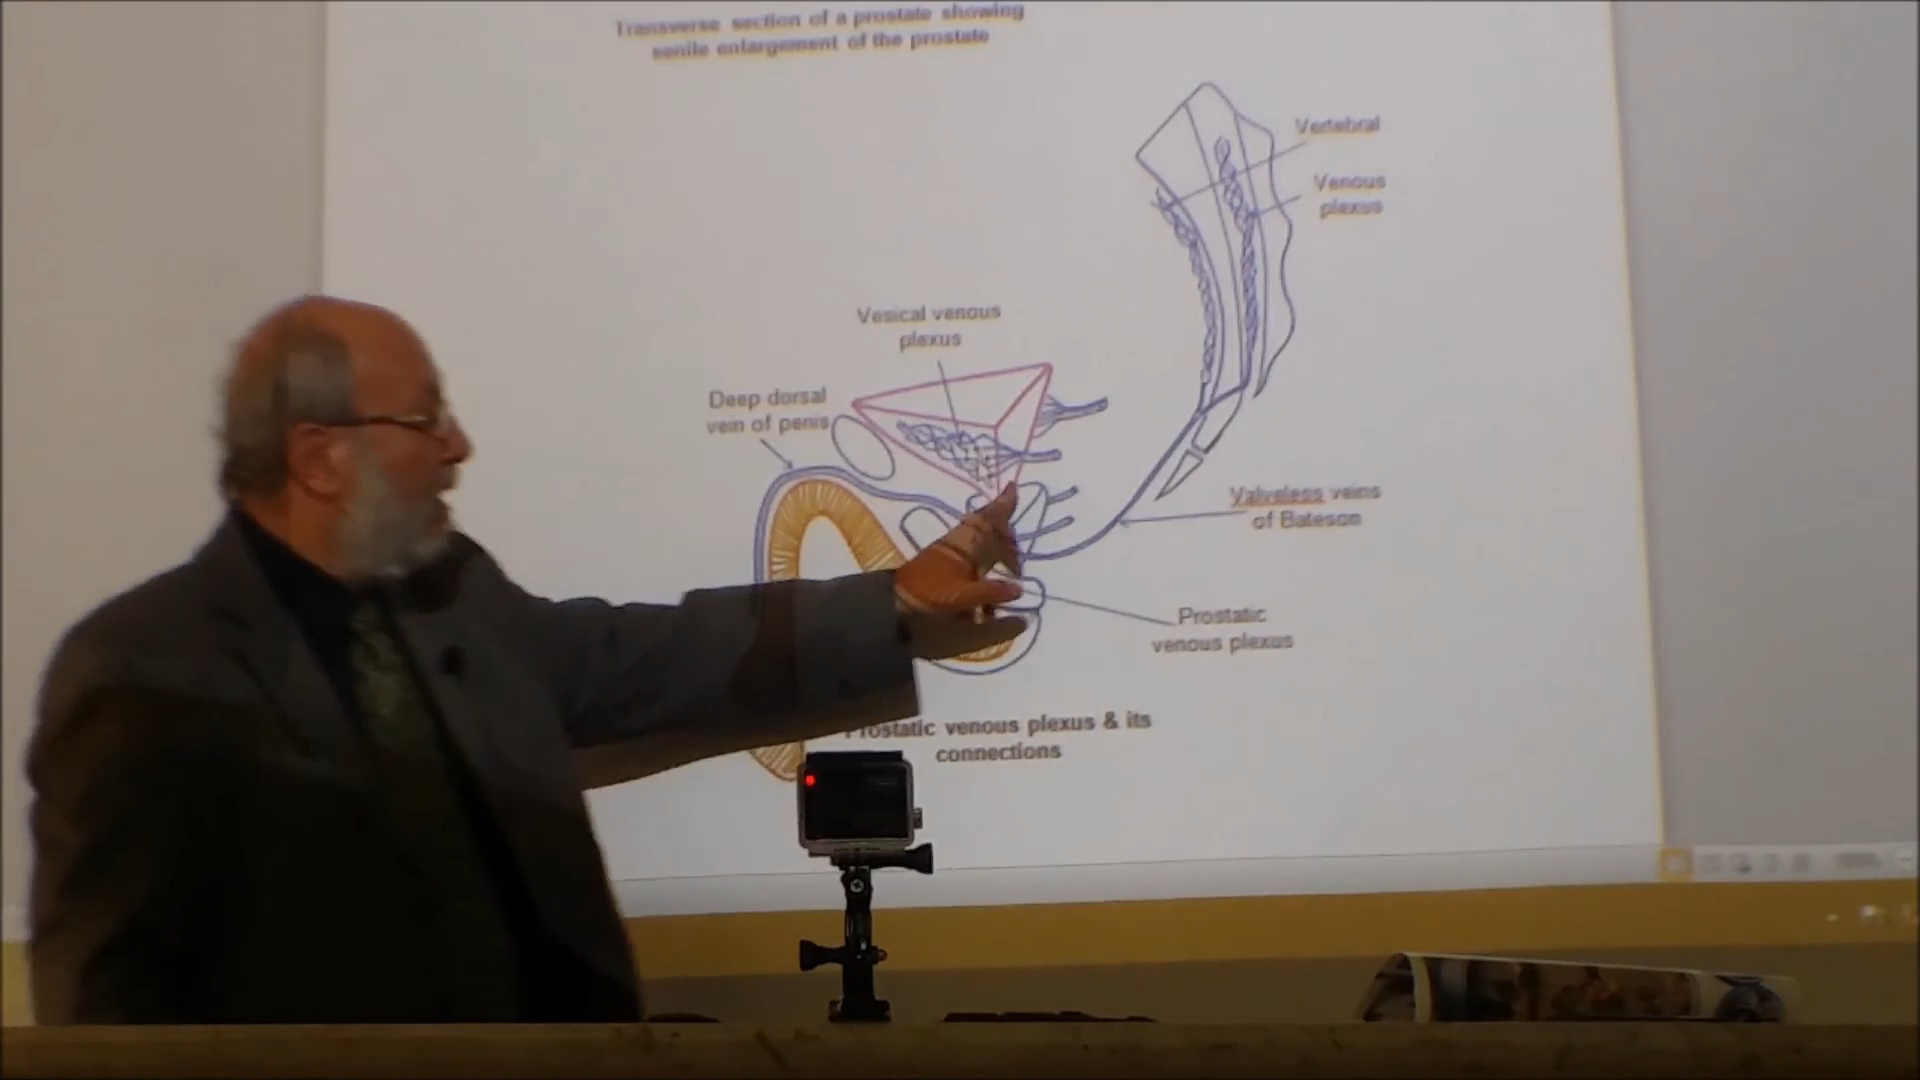 Transverse section of a prostate showing
senile enlargement of the prostate
Vertebral
Venous
plexus
Vesical venous
plexus
Deep dorsal
vein of penis
Valveless veins
of Bateson
Prostatic
venous plexus
Prostatic venous plexus & its
connections